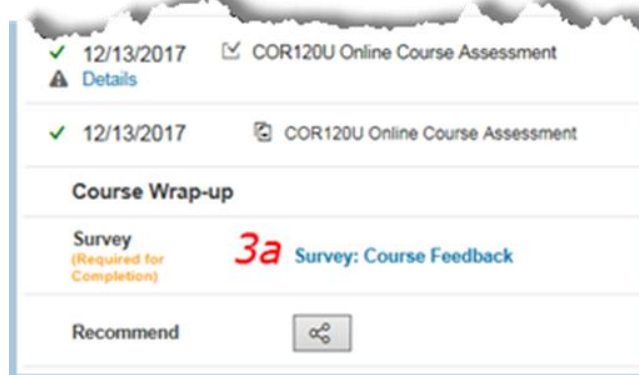 12/13/2017 COR120U Online Course Assessment
Details
12/13/2017 COR120U Online Course Assessment
Course Wrap-up
Survey
(Required for
Completion)
3a Survey: Course Feedback
Recommend